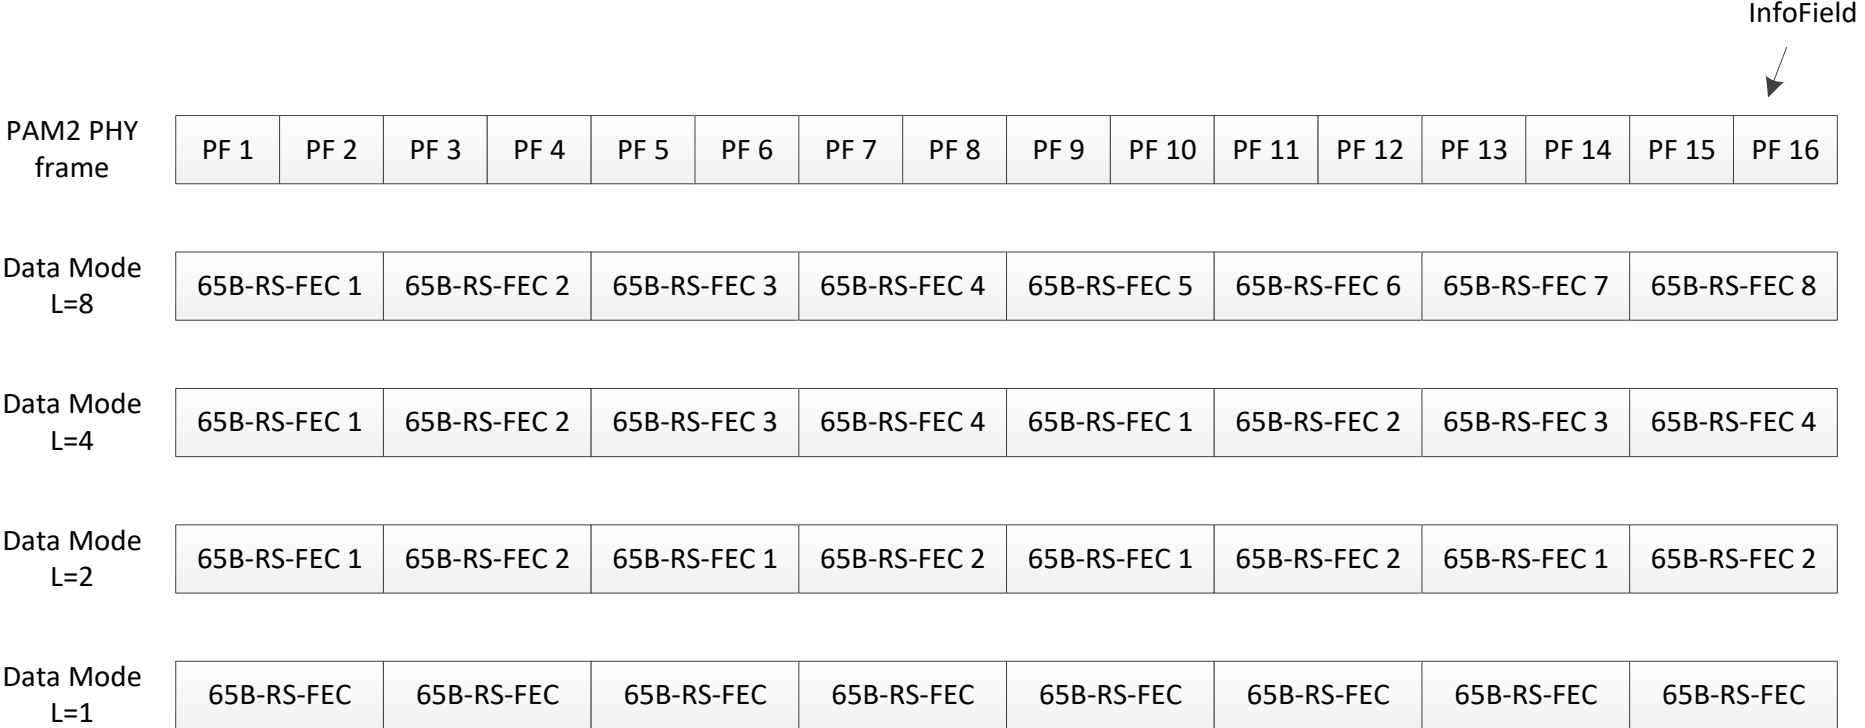 InfoField
PAM2 PHY
frame
PF 1 PF 2 PF 3 PF 4 PF 5 PF 6 PF 7 PF 8 PF 9 PF 10 PF 11 PF 12 PF 13 PF 14 PF 15 PF 16
Data Mode
L=8
65B-RS-FEC 1 65B-RS-FEC 2 65B-RS-FEC 3 65B-RS-FEC 4 65B-RS-FEC 5 65B-RS-FEC 6 65B-RS-FEC 7 65B-RS-FEC 8
Data Mode
L=4
65B-RS-FEC 1 65B-RS-FEC 2 65B-RS-FEC 3 65B-RS-FEC 4 65B-RS-FEC 1 65B-RS-FEC 2 65B-RS-FEC 3 65B-RS-FEC 4
Data Mode
L=2
65B-RS-FEC 1 65B-RS-FEC 2 65B-RS-FEC 1 65B-RS-FEC 2 65B-RS-FEC 1 65B-RS-FEC 2 65B-RS-FEC 1 65B-RS-FEC 2
Data Mode
L=1
65B-RS-FEC 65B-RS-FEC 65B-RS-FEC 65B-RS-FEC 65B-RS-FEC 65B-RS-FEC 65B-RS-FEC 65B-RS-FEC